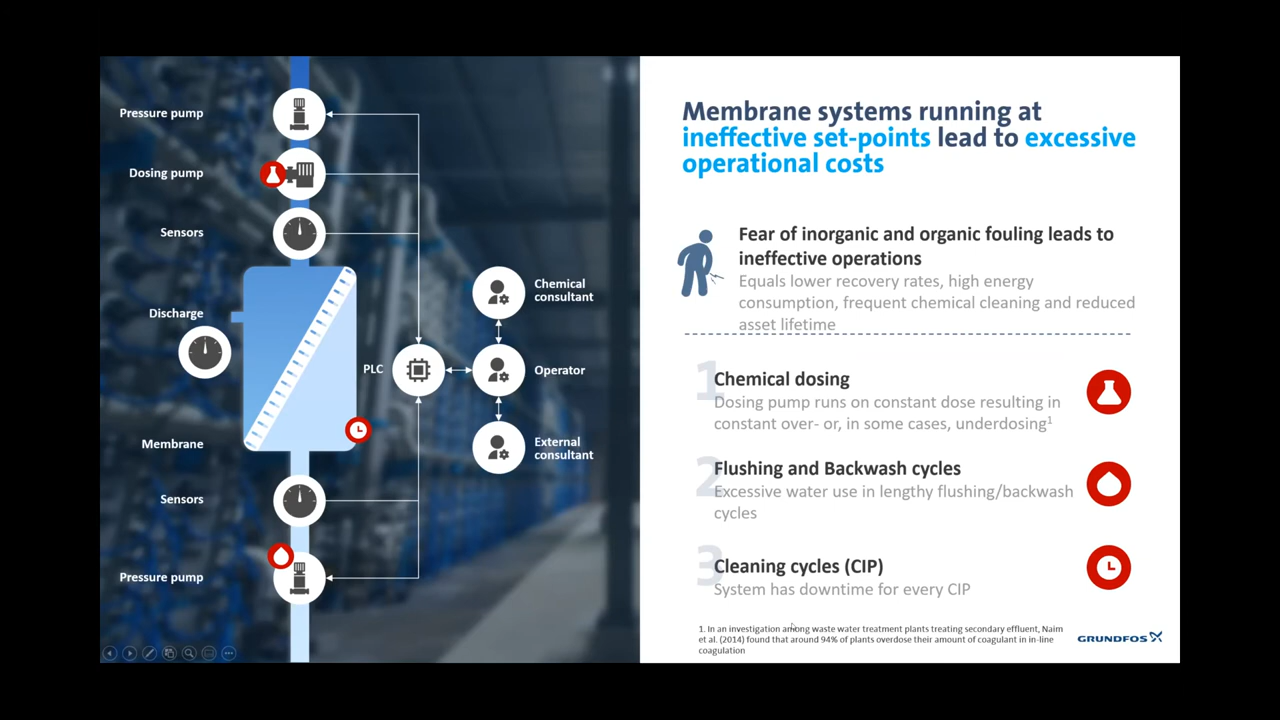 Pressure pump
Dosing pump
Sensors
Discharge
Membrane
Sensors
Pressure pump
PLC
Chemical
consultant
Operator
External
consultant
Membrane systems running at
ineffective set-points lead to excessive
operational costs
Fear of inorganic and organic fouling leads to
ineffective operations
Equals lower recovery rates, high energy
consumption, frequent chemical cleaning and reduced
asset lifetime
1
Chemical dosing
Dosing pump runs on constant dose resulting in
constant over- or, in some cases, underdosing¹
2
Flushing and Backwash cycles
Excessive water use in lengthy flushing/backwash
cycles
3
Cleaning cycles (CIP)
System has downtime for every CIP
1. In an investigation among waste water treatment plants treating secondary effluent, Naim
et al. (2014) found that around 94% of plants overdose their amount of coagulant in in-line
coagulation
GRUNDFOS